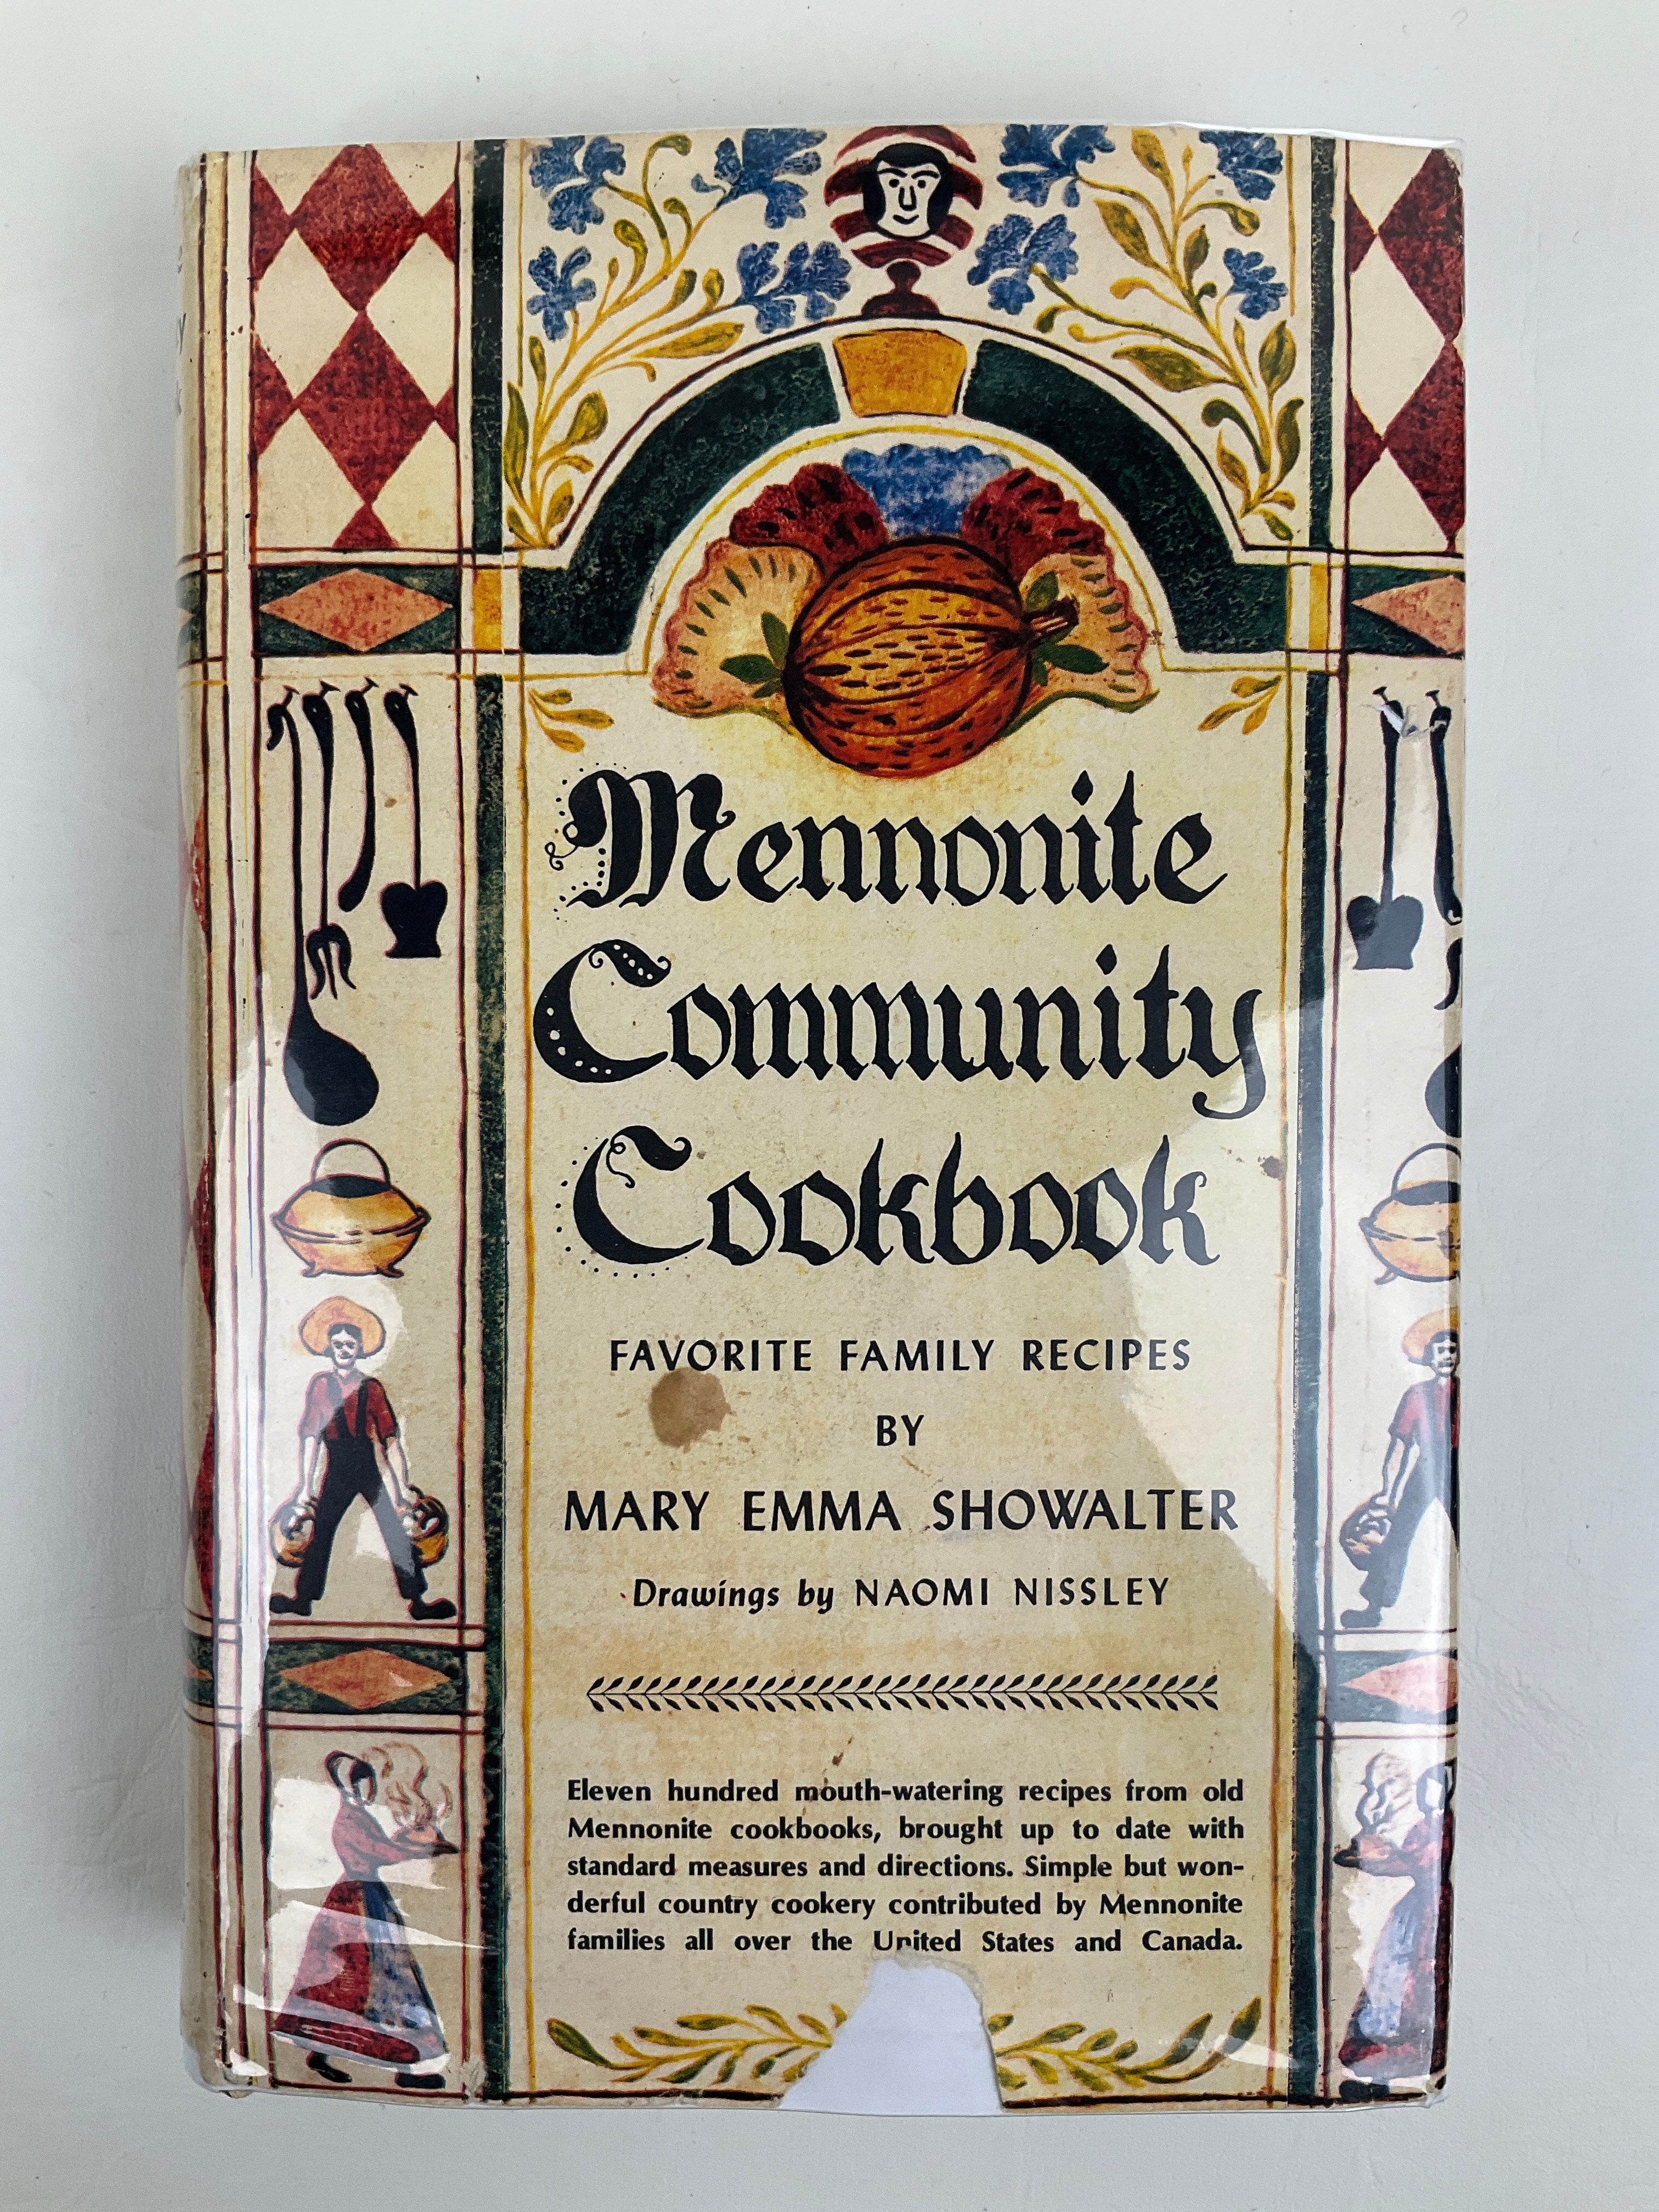 Mennonite
Community
Cookbook
FAVORITE FAMILY RECIPES
BY
MARY EMMA SHOWALTER
Drawings by NAOMI NISSLEY
Eleven hundred mouth-watering recipes from old
Mennonite cookbooks, brought up to date with
standard measures and directions. Simple but won-
derful country cookery contributed by Mennonite
families all over the United States and Canada.